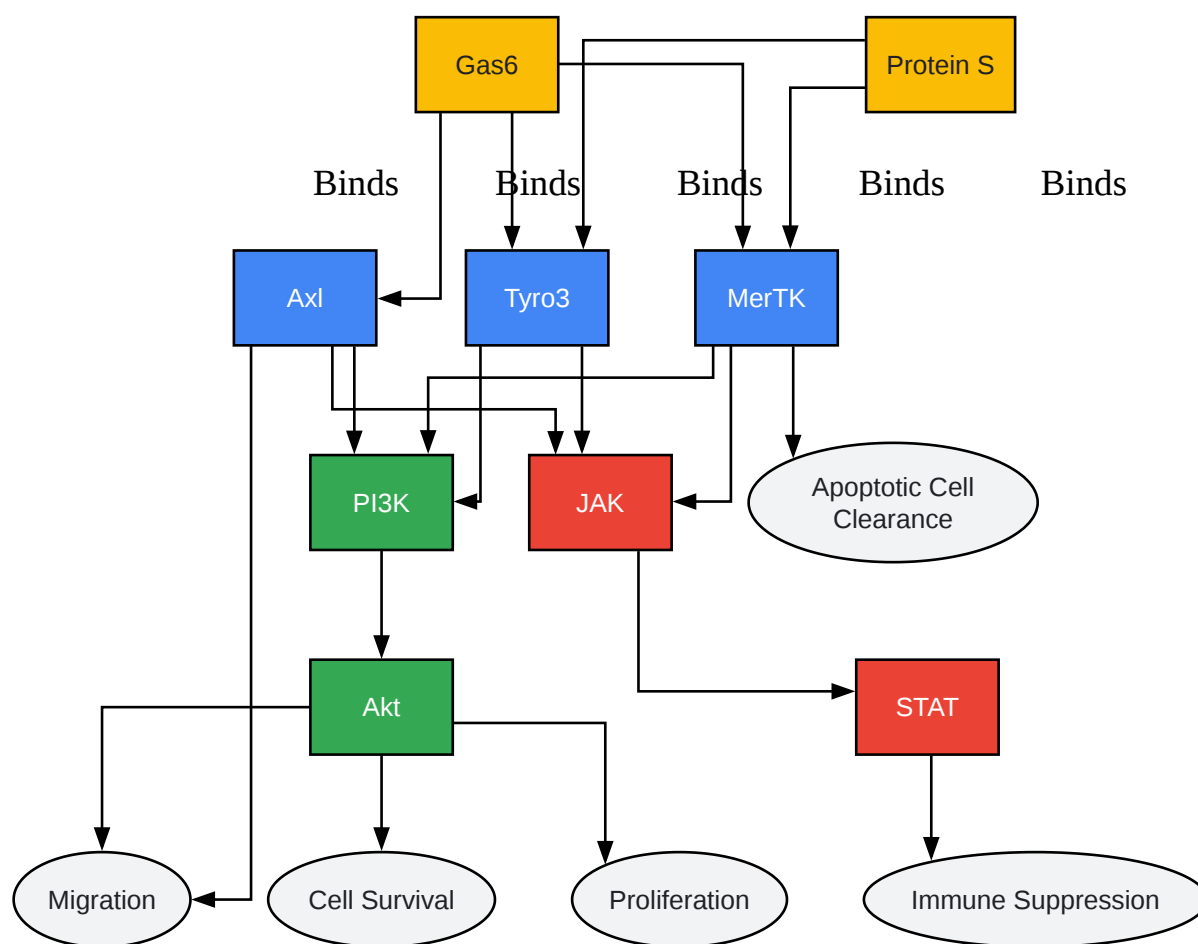 Gas6
Protein S
Binds
Binds
Binds
Binds
Binds
Axl
Tyro3
MerTK
PI3K
JAK
Apoptotic Cell
Clearance
Akt
STAT
Migration
Cell Survival
Proliferation
Immune Suppression